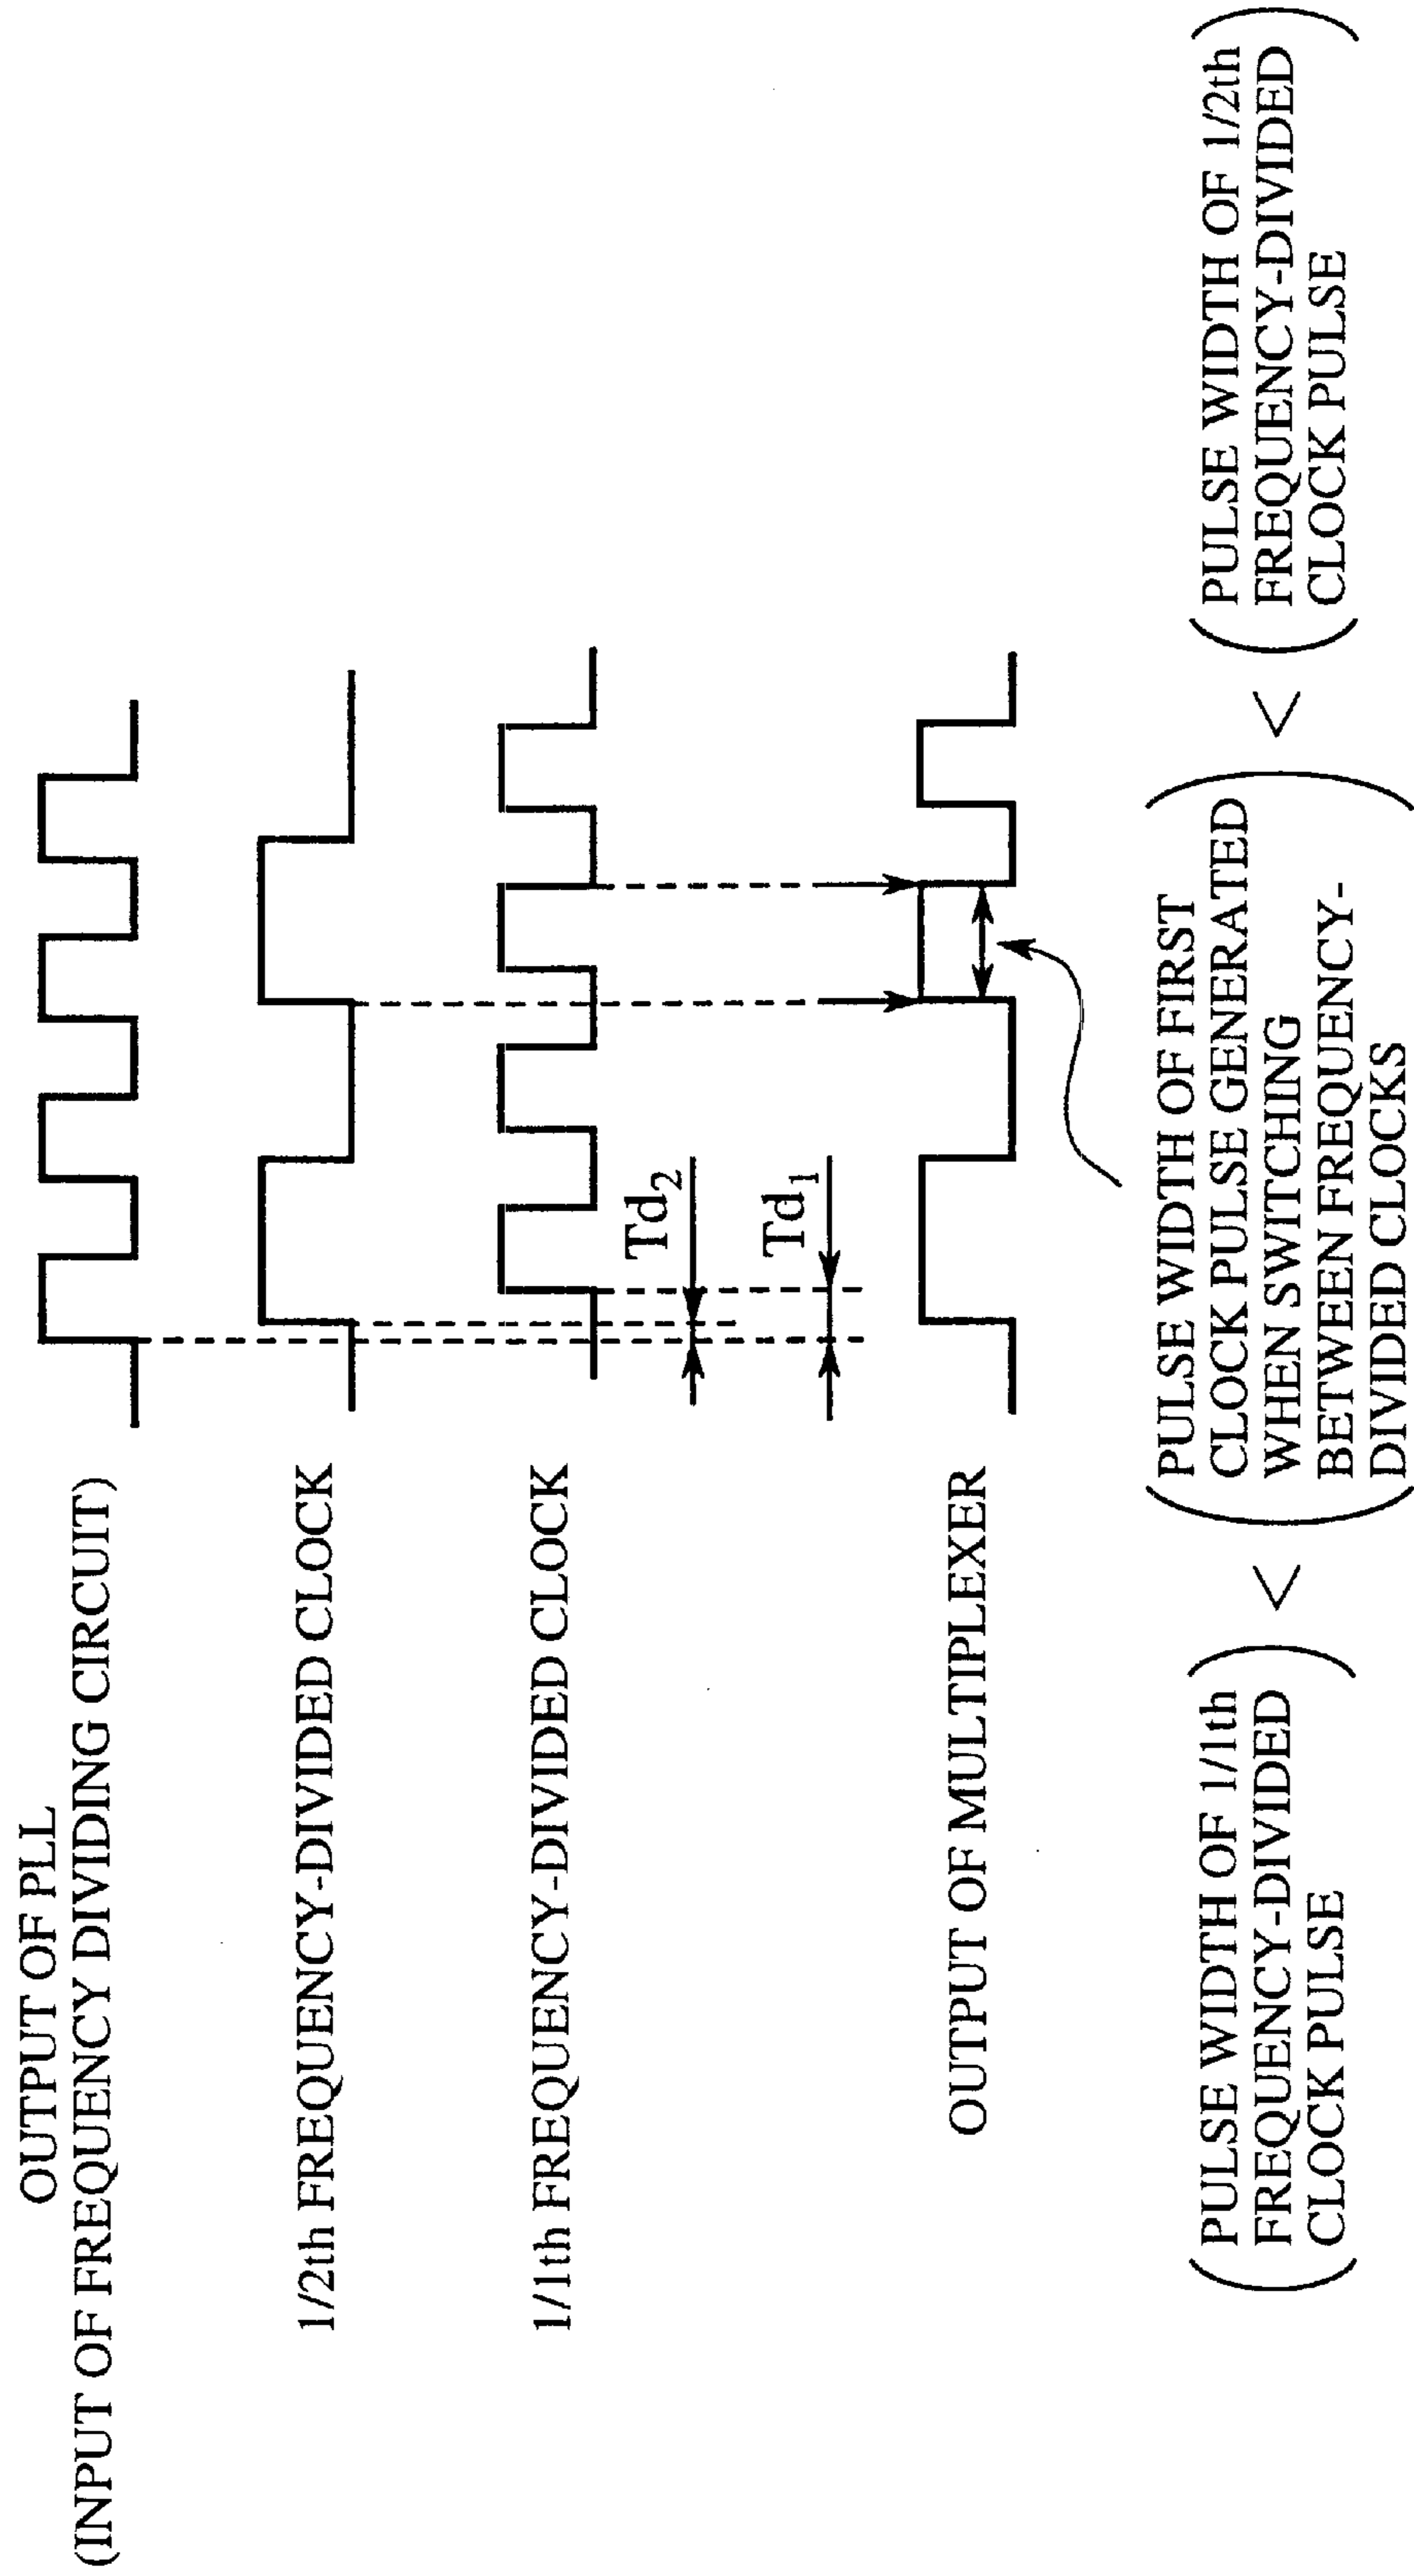 OUTPUT OF PLL
(INPUT OF FREQUENCY DIVIDING CIRCUIT)
1/2th FREQUENCY-DIVIDED CLOCK
1/1th FREQUENCY-DIVIDED CLOCK
Td2
Td1
OUTPUT OF MULTIPLEXER
(PULSE WIDTH OF 1/1th
FREQUENCY-DIVIDED
CLOCK PULSE)
<
(PULSE WIDTH OF FIRST
CLOCK PULSE GENERATED
WHEN SWITCHING
BETWEEN FREQUENCY-
DIVIDED CLOCKS)
<
(PULSE WIDTH OF 1/2th
FREQUENCY-DIVIDED
CLOCK PULSE)